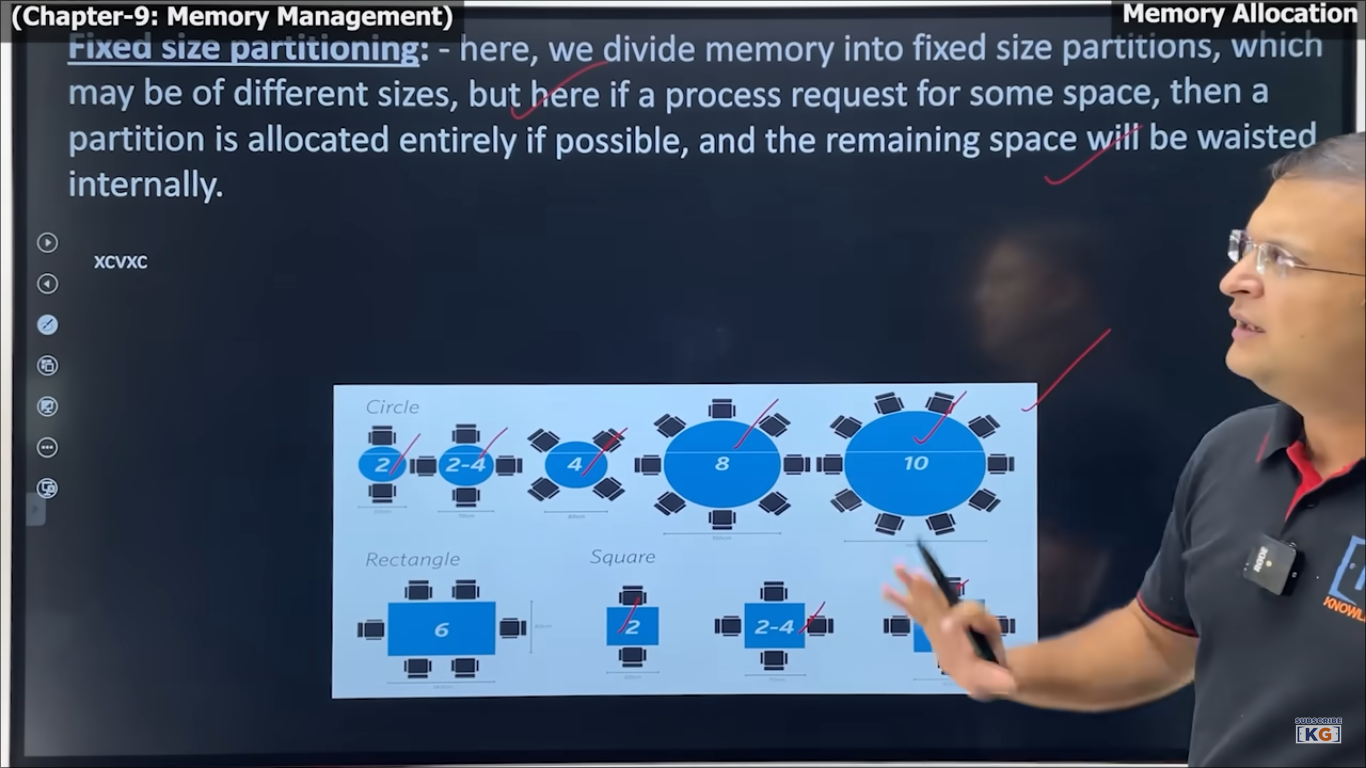 (Chapter-9: Memory Management)
Memory Allocation
Fixed size partitioning: - here, we divide memory into fixed size partitions, which
may be of different sizes, but here if a process request for some space, then a
partition is allocated entirely if possible, and the remaining space will be waisted
internally.
xcvxc
Circle
2
2-4
4
8
10
Rectangle
Square
6
2
2-4
RODE
KNOWL
SUBSCRIBE
[KG]